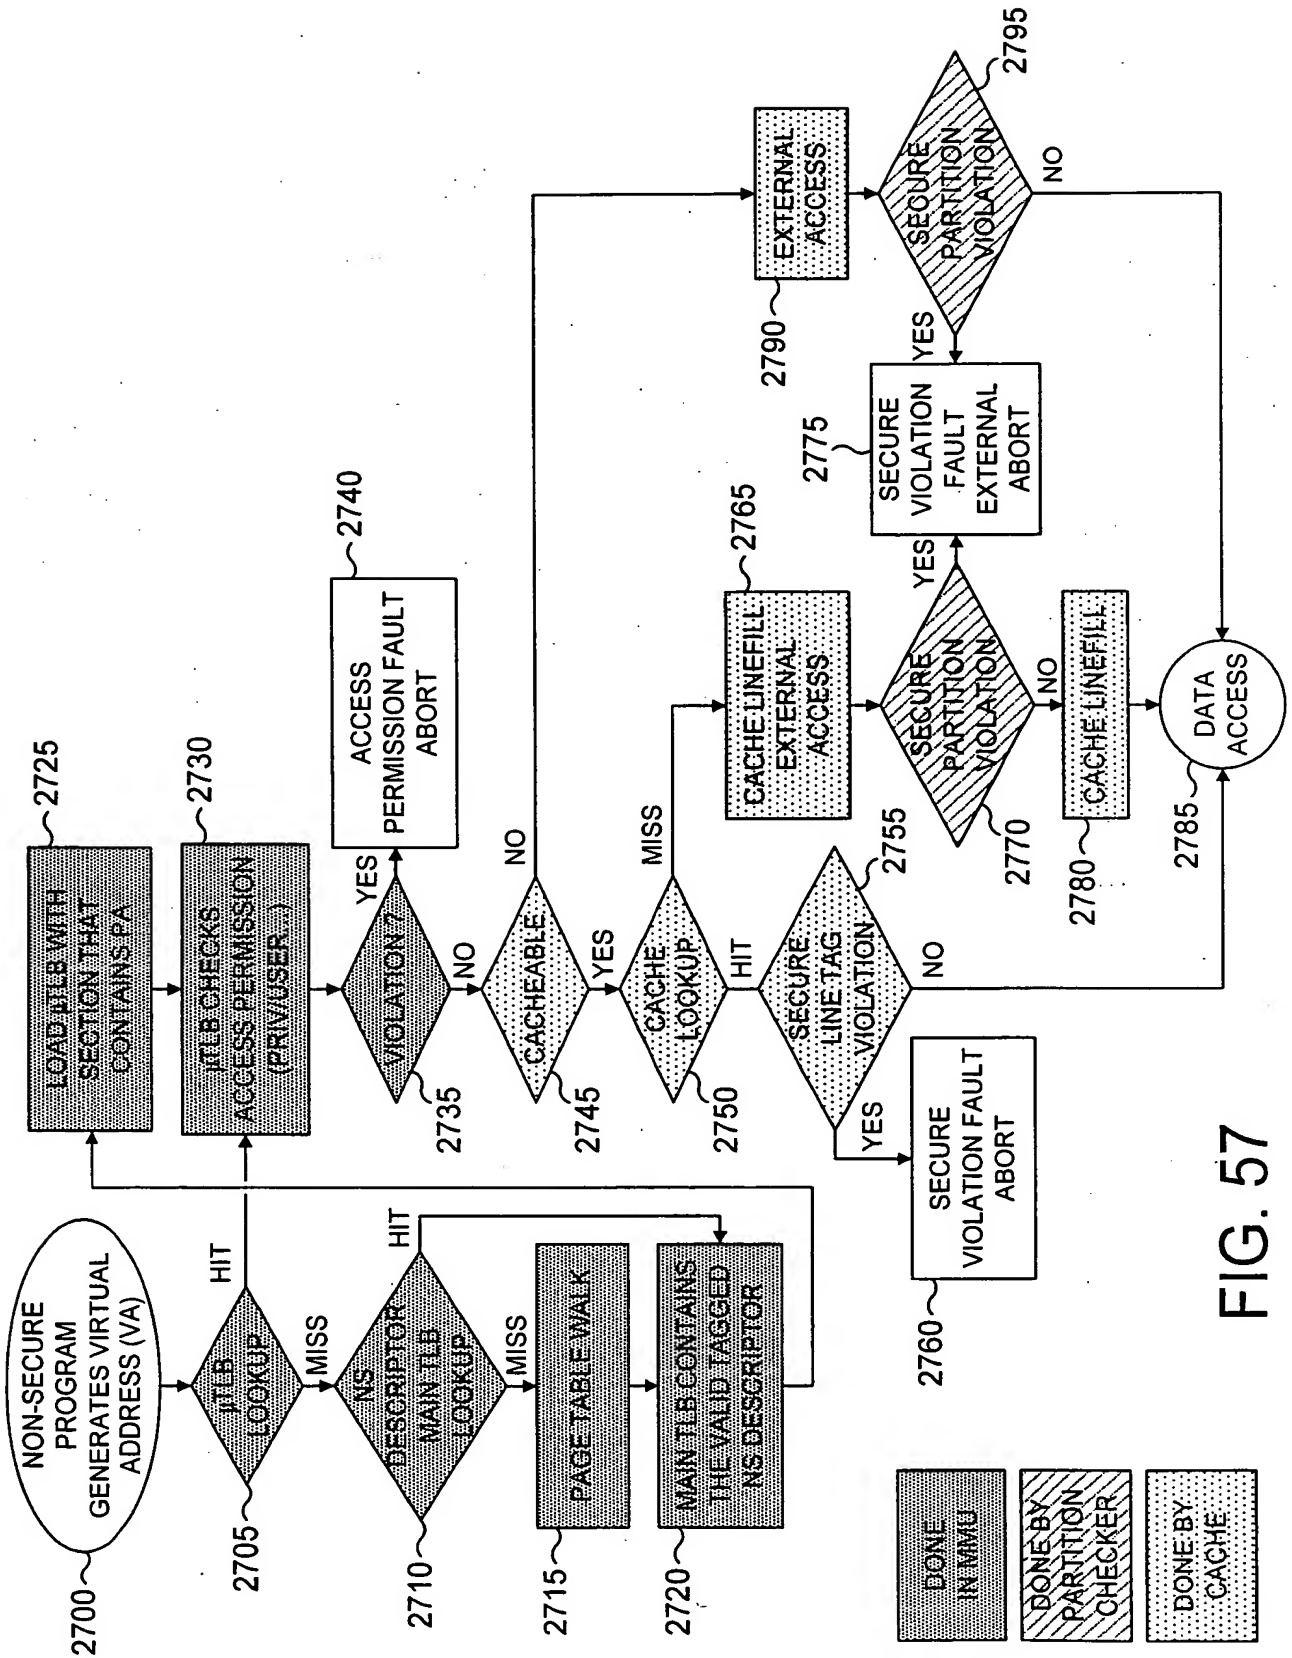 2700
NON-SECURE
PROGRAM
GENERATES VIRTUAL
ADDRESS (VA)
2705
µTLB
LOOKUP
HIT
MISS
2710
NS
DESCRIPTOR
MAIN TLB
LOOKUP
HIT
MISS
2715
PAGE TABLE WALK
2720
MAIN TLB CONTAINS
THE VALID TAGGED
NS DESCRIPTOR
2725
LOAD µTLB WITH
SECTION THAT
CONTAINS PA
2730
µTLB CHECKS
ACCESS PERMISSION
(PRIV/USER..)
2735
VIOLATION?
YES
NO
2740
ACCESS
PERMISSION FAULT
ABORT
2745
CACHEABLE
NO
YES
2750
CACHE
LOOKUP
MISS
HIT
2755
SECURE
LINE TAG
VIOLATION
YES
NO
2760
SECURE
VIOLATION FAULT
ABORT
2765
CACHE LINEFILL
EXTERNAL
ACCESS
2770
SECURE
PARTITION
VIOLATION
YES
NO
2775
SECURE
VIOLATION
FAULT
EXTERNAL
ABORT
2780
CACHE LINEFILL
2785
DATA
ACCESS
2790
EXTERNAL
ACCESS
2795
SECURE
PARTITION
VIOLATION
YES
NO
DONE
IN MMU
DONE BY
PARTITION
CHECKER
DONE BY
CACHE
FIG. 57